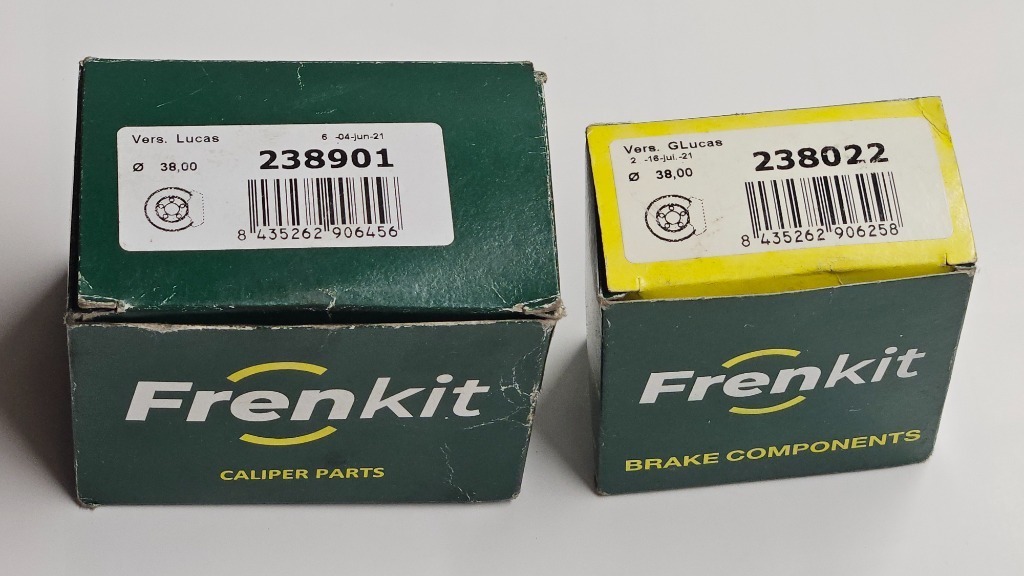 Vers. Lucas
6 -04-jun-21
Ø 38,00
238901
8 435262 906456
Frenkit
CALIPER PARTS
Vers. GLucas
2 -16-jul.-21
Ø 38,00
238022
8 435262 906258
Frenkit
BRAKE COMPONENTS